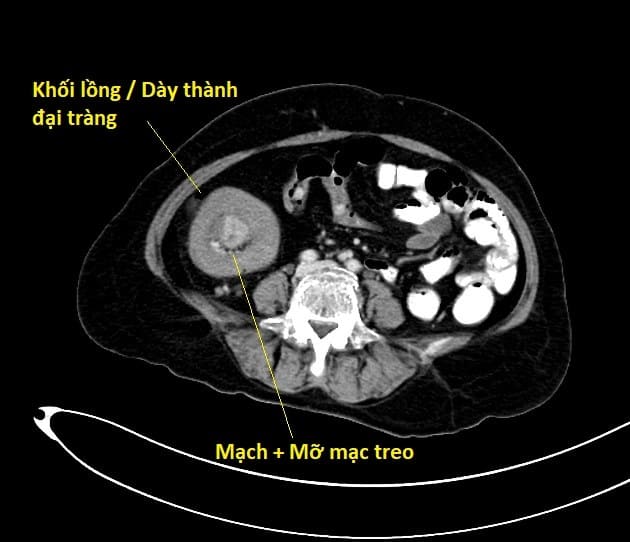 Khối lồng / Dày thành
đại tràng
Mạch + Mỡ mạc treo